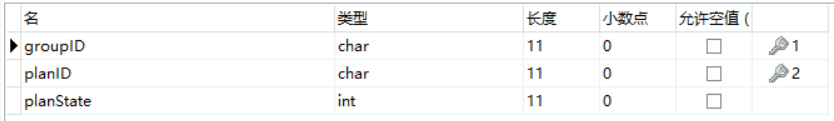 名 类型 长度 小数点 允许空值 (
groupID char 11 0 1
planID char 11 0 2
planState int 11 0